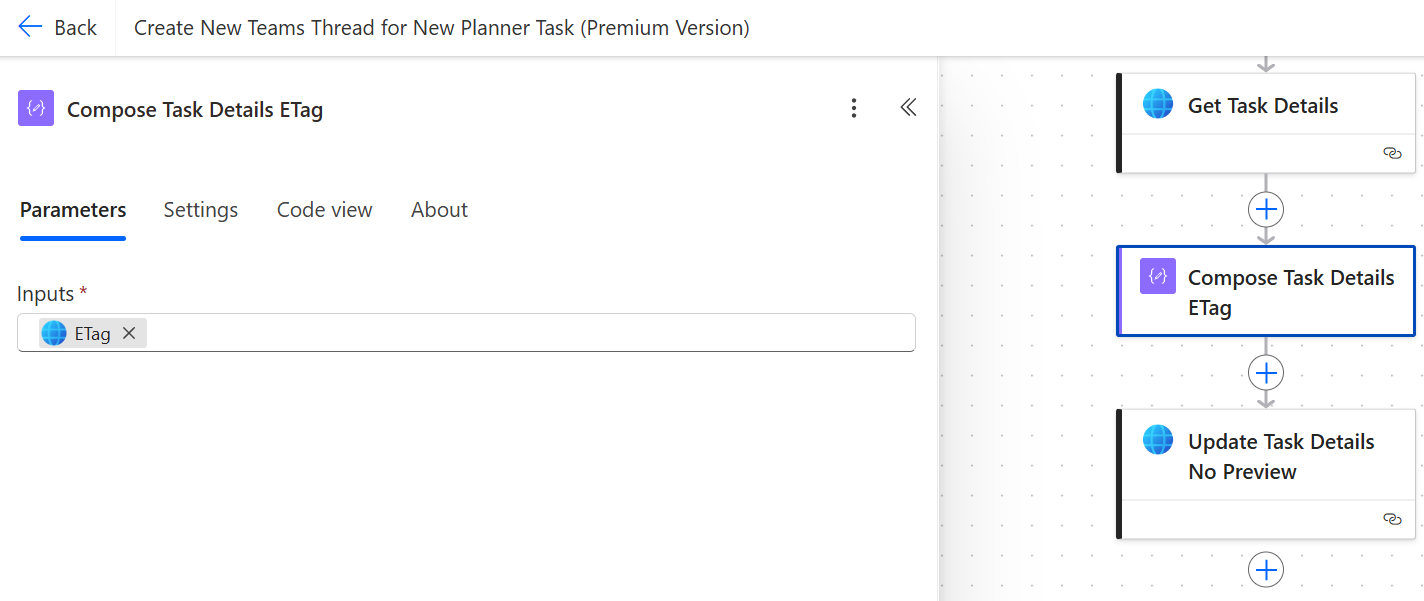 Back
Create New Teams Thread for New Planner Task (Premium Version)
Compose Task Details ETag
Parameters
Settings
Code view
About
Inputs *
ETag
Get Task Details
Compose Task Details
ETag
Update Task Details
No Preview